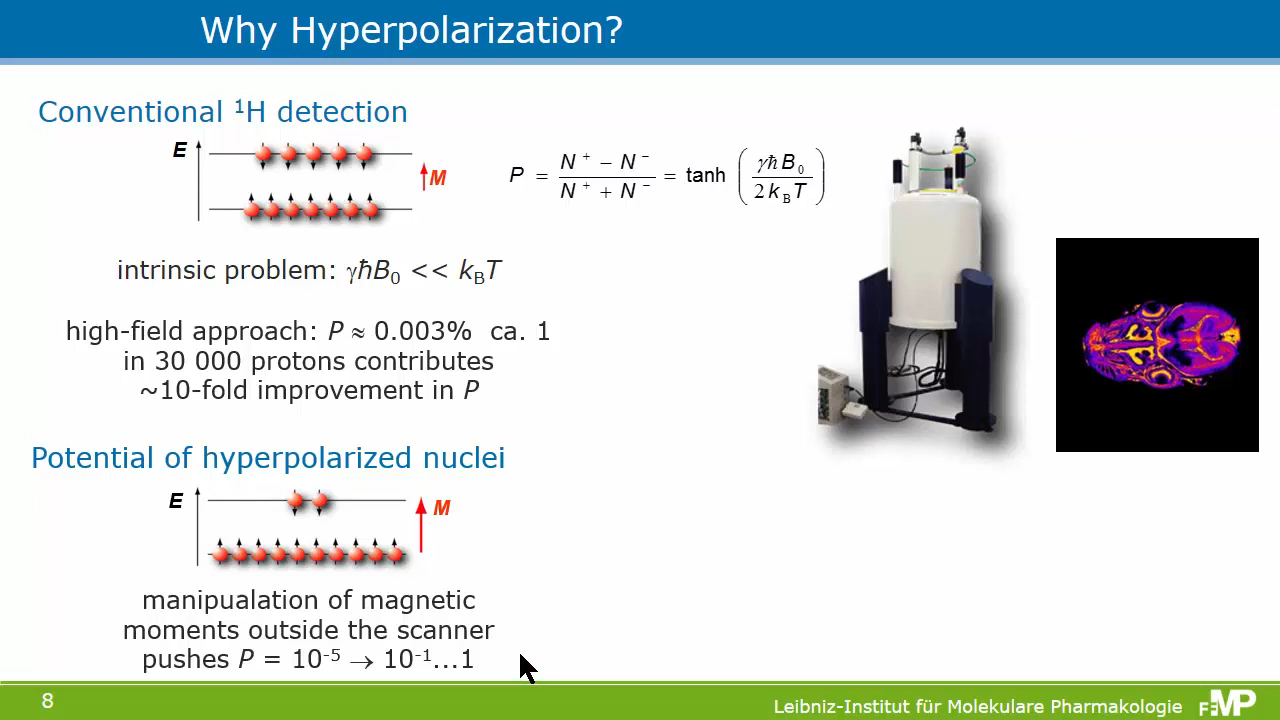 Why Hyperpolarization?
Conventional ¹H detection
E
M
P = N⁺ − N⁻ / N⁺ + N⁻ = tanh ( γħB₀ / 2k_BT )
intrinsic problem: γħB₀ << k_BT
high-field approach: P ≈ 0.003% ca. 1
in 30 000 protons contributes
~10-fold improvement in P
Potential of hyperpolarized nuclei
E
M
manipualation of magnetic
moments outside the scanner
pushes P = 10⁻⁵ → 10⁻¹...1
8
Leibniz-Institut für Molekulare Pharmakologie
FMP